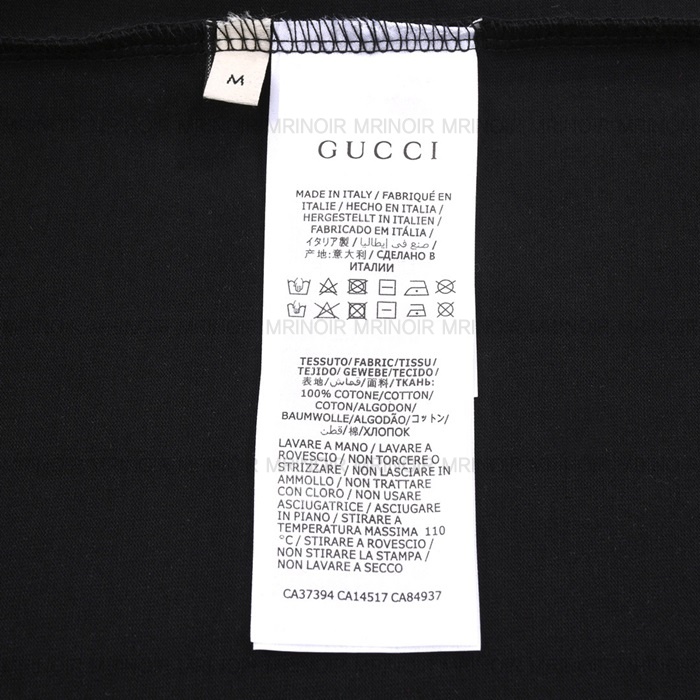 M
MRINOIR MRINOIR MRINOIR MRINOIR MRINOIR
GUCCI
MADE IN ITALY / FABRIQUÉ EN
ITALIE / HECHO EN ITALIA /
HERGESTELLT IN ITALIEN /
FABRICADO EM ITÁLIA /
イタリア製 / صنع في إيطاليا /
产地:意大利 / СДЕЛАНО В
ИТАЛИИ
MRINOIR MRINOIR MRINOIR
TESSUTO/FABRIC/TISSU/
TEJIDO/GEWEBE/TECIDO/
表地/قماش/面料/ТКАНЬ:
100% COTONE/COTTON/
COTON/ALGODON/
BAUMWOLLE/ALGODÃO/コットン/
قطن/棉/ХЛОПОК
LAVARE A MANO / LAVARE A
ROVESCIO / NON TORCERE O
STRIZZARE / NON LASCIARE IN
AMMOLLO / NON TRATTARE
CON CLORO / NON USARE
ASCIUGATRICE / ASCIUGARE
IN PIANO / STIRARE A
TEMPERATURA MASSIMA 110
°C / STIRARE A ROVESCIO /
NON STIRARE LA STAMPA /
NON LAVARE A SECCO
CA37394 CA14517 CA84937